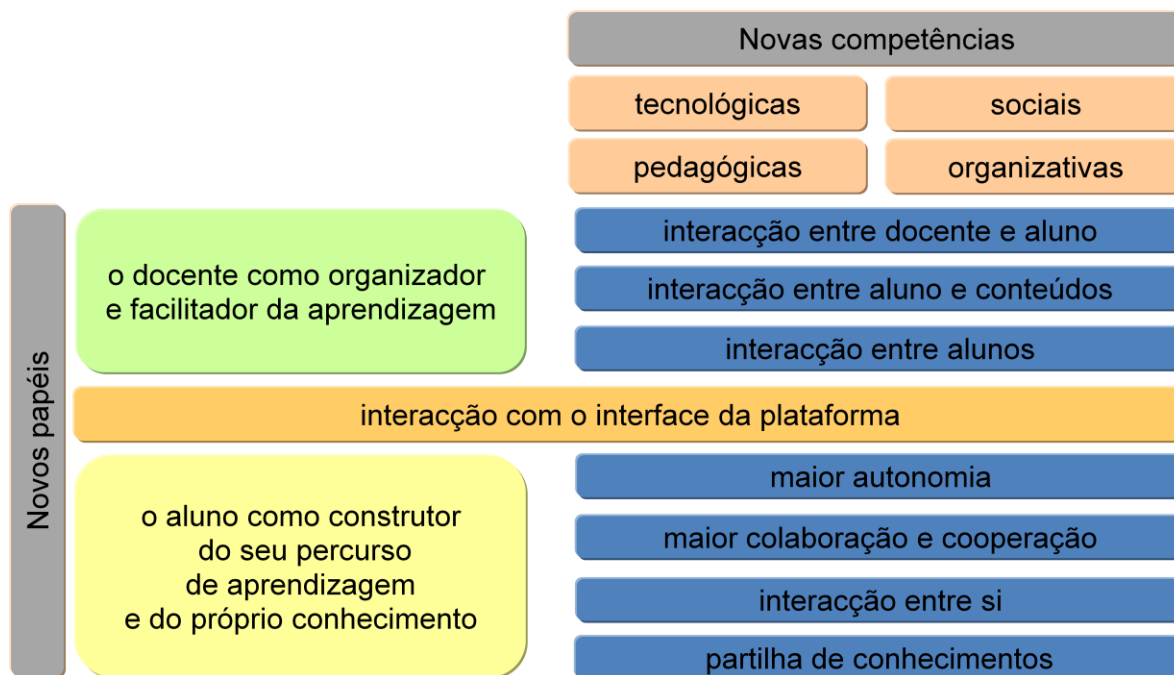 Novas competências
tecnológicas
sociais
pedagógicas
organizativas
Novos papéis
o docente como organizador
e facilitador da aprendizagem
interacção entre docente e aluno
interacção entre aluno e conteúdos
interacção entre alunos
interacção com o interface da plataforma
o aluno como construtor
do seu percurso
de aprendizagem
e do próprio conhecimento
maior autonomia
maior colaboração e cooperação
interacção entre si
partilha de conhecimentos